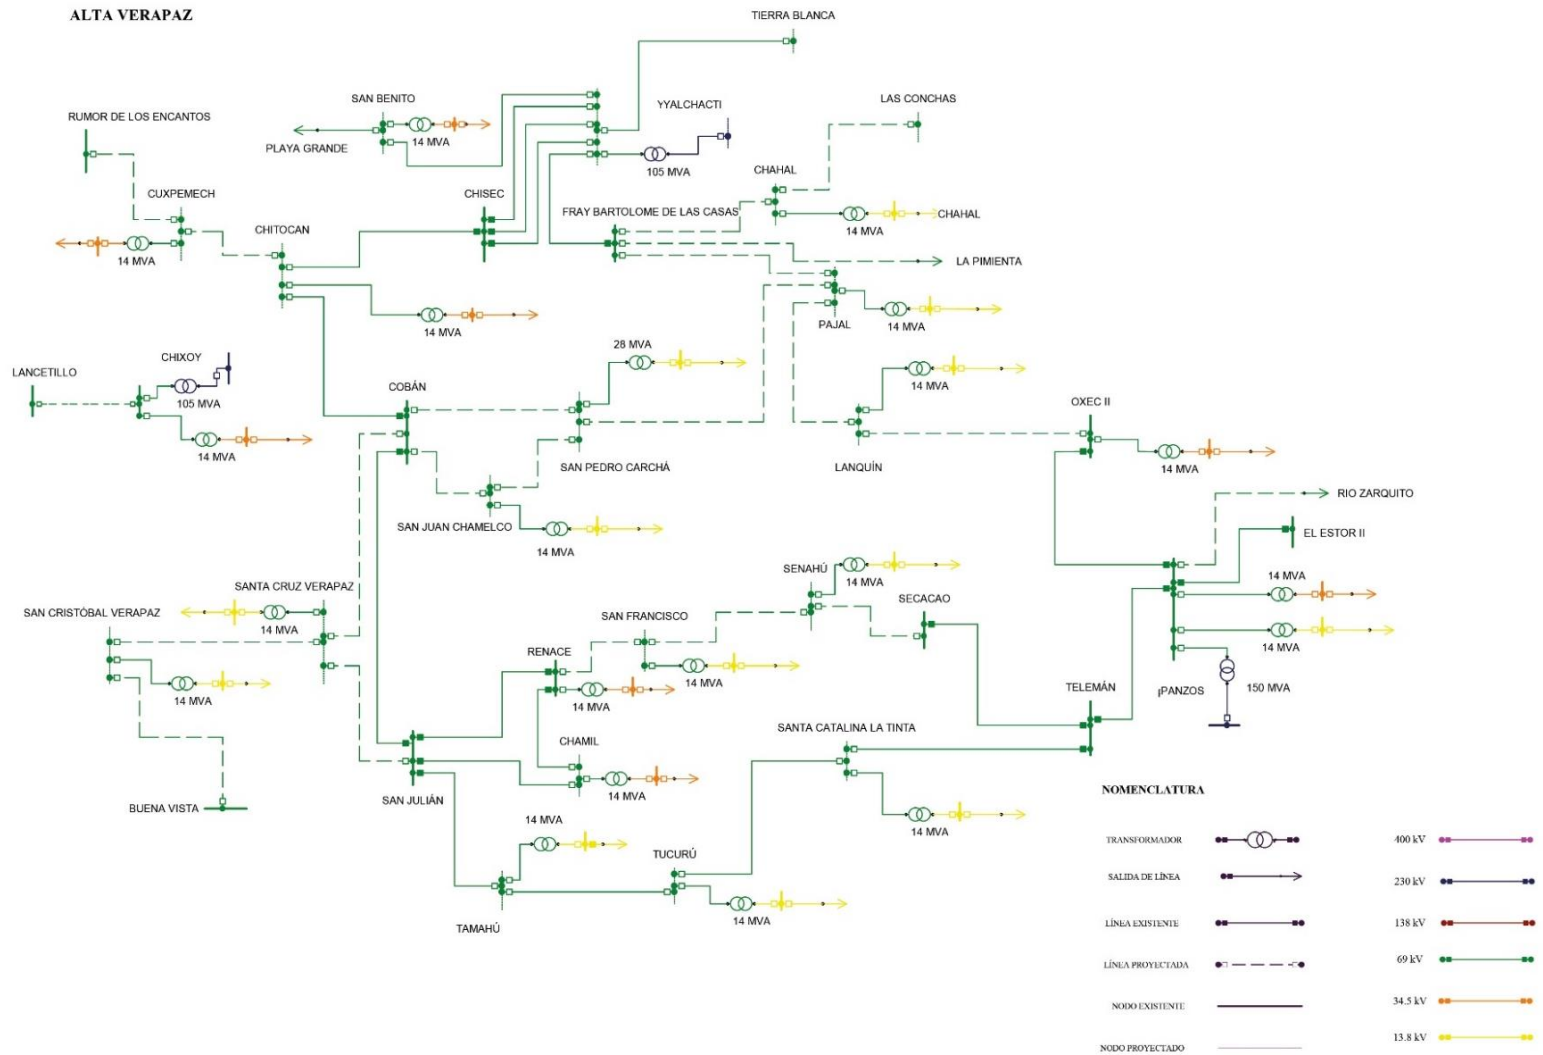 ALTA VERAPAZ
TIERRA BLANCA
SAN BENITO
YYALCHACTI
LAS CONCHAS
RUMOR DE LOS ENCANTOS
14 MVA
PLAYA GRANDE
105 MVA
CHAHAL
CUXPEMECH
CHISEC
FRAY BARTOLOME DE LAS CASAS
CHAHAL
CHITOCAN
14 MVA
14 MVA
LA PIMIENTA
PAJAL
14 MVA
14 MVA
28 MVA
CHIXOY
LANCETILLO
14 MVA
COBÁN
105 MVA
OXEC II
14 MVA
SAN PEDRO CARCHÁ
LANQUÍN
14 MVA
RIO ZARQUITO
SAN JUAN CHAMELCO
EL ESTOR II
14 MVA
SENAHÚ
14 MVA
14 MVA
SANTA CRUZ VERAPAZ
SAN CRISTÓBAL VERAPAZ
SECACAO
SAN FRANCISCO
14 MVA
14 MVA
RENACE
14 MVA
14 MVA
14 MVA
TELEMÁN
¡PANZOS
150 MVA
SANTA CATALINA LA TINTA
CHAMIL
SAN JULIÁN
14 MVA
BUENA VISTA
14 MVA
14 MVA
TUCURÚ
14 MVA
TAMAHÚ
NOMENCLATURA
TRANSFORMADOR
400 kV
SALIDA DE LÍNEA
230 kV
LÍNEA EXISTENTE
138 kV
LÍNEA PROYECTADA
69 kV
NODO EXISTENTE
34.5 kV
NODO PROYECTADO
13.8 kV